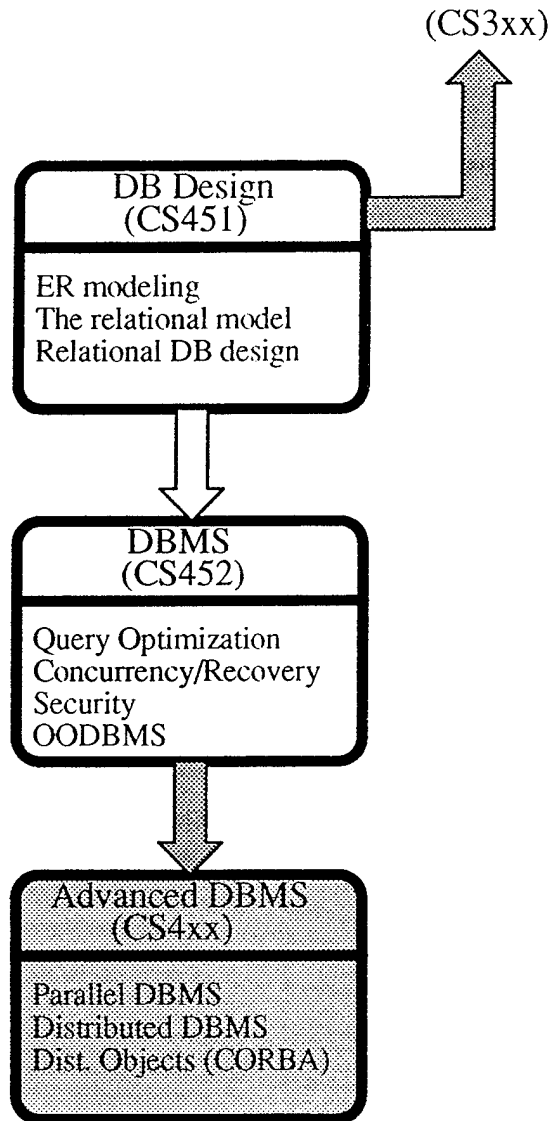 (CS3xx)
DB Design
(CS451)
ER modeling
The relational model
Relational DB design
DBMS
(CS452)
Query Optimization
Concurrency/Recovery
Security
OODBMS
Advanced DBMS
(CS4xx)
Parallel DBMS
Distributed DBMS
Dist. Objects (CORBA)